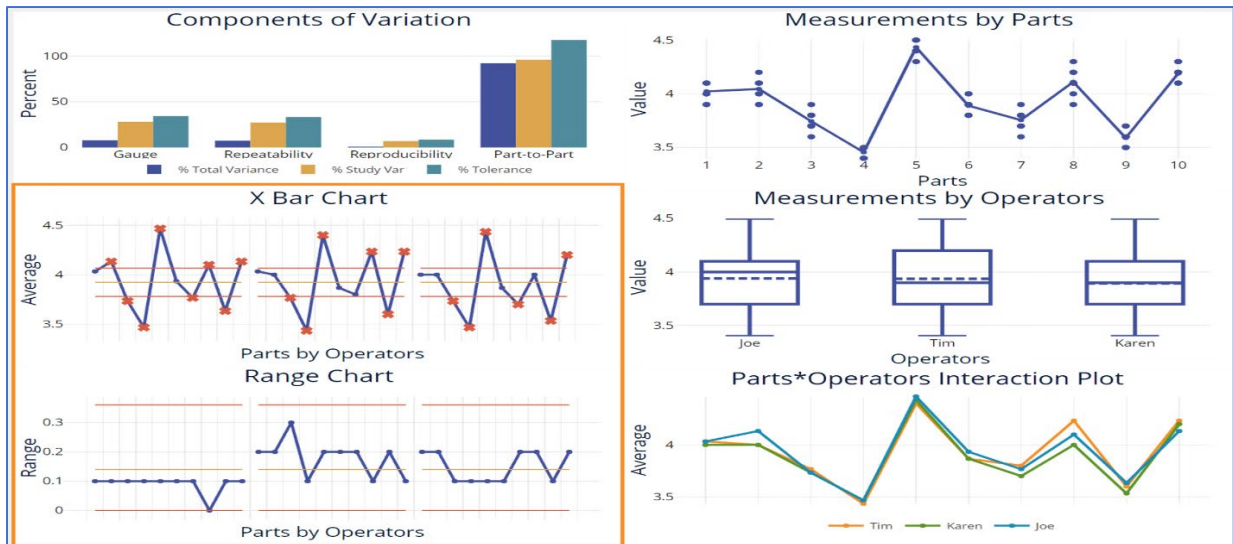 Components of Variation
Percent
100
50
0
Gauge Repeatability Reproducibility Part-to-Part
% Total Variance % Study Var % Tolerance
Measurements by Parts
Value
4.5
4
3.5
1 2 3 4 5 6 7 8 9 10
Parts
X Bar Chart
Average
4.5
4
3.5
Parts by Operators
Measurements by Operators
Value
4.5
4
3.5
Joe Tim Karen
Operators
Range Chart
Range
0.3
0.2
0.1
0
Parts by Operators
Parts*Operators Interaction Plot
Average
4
3.5
Tim Karen Joe